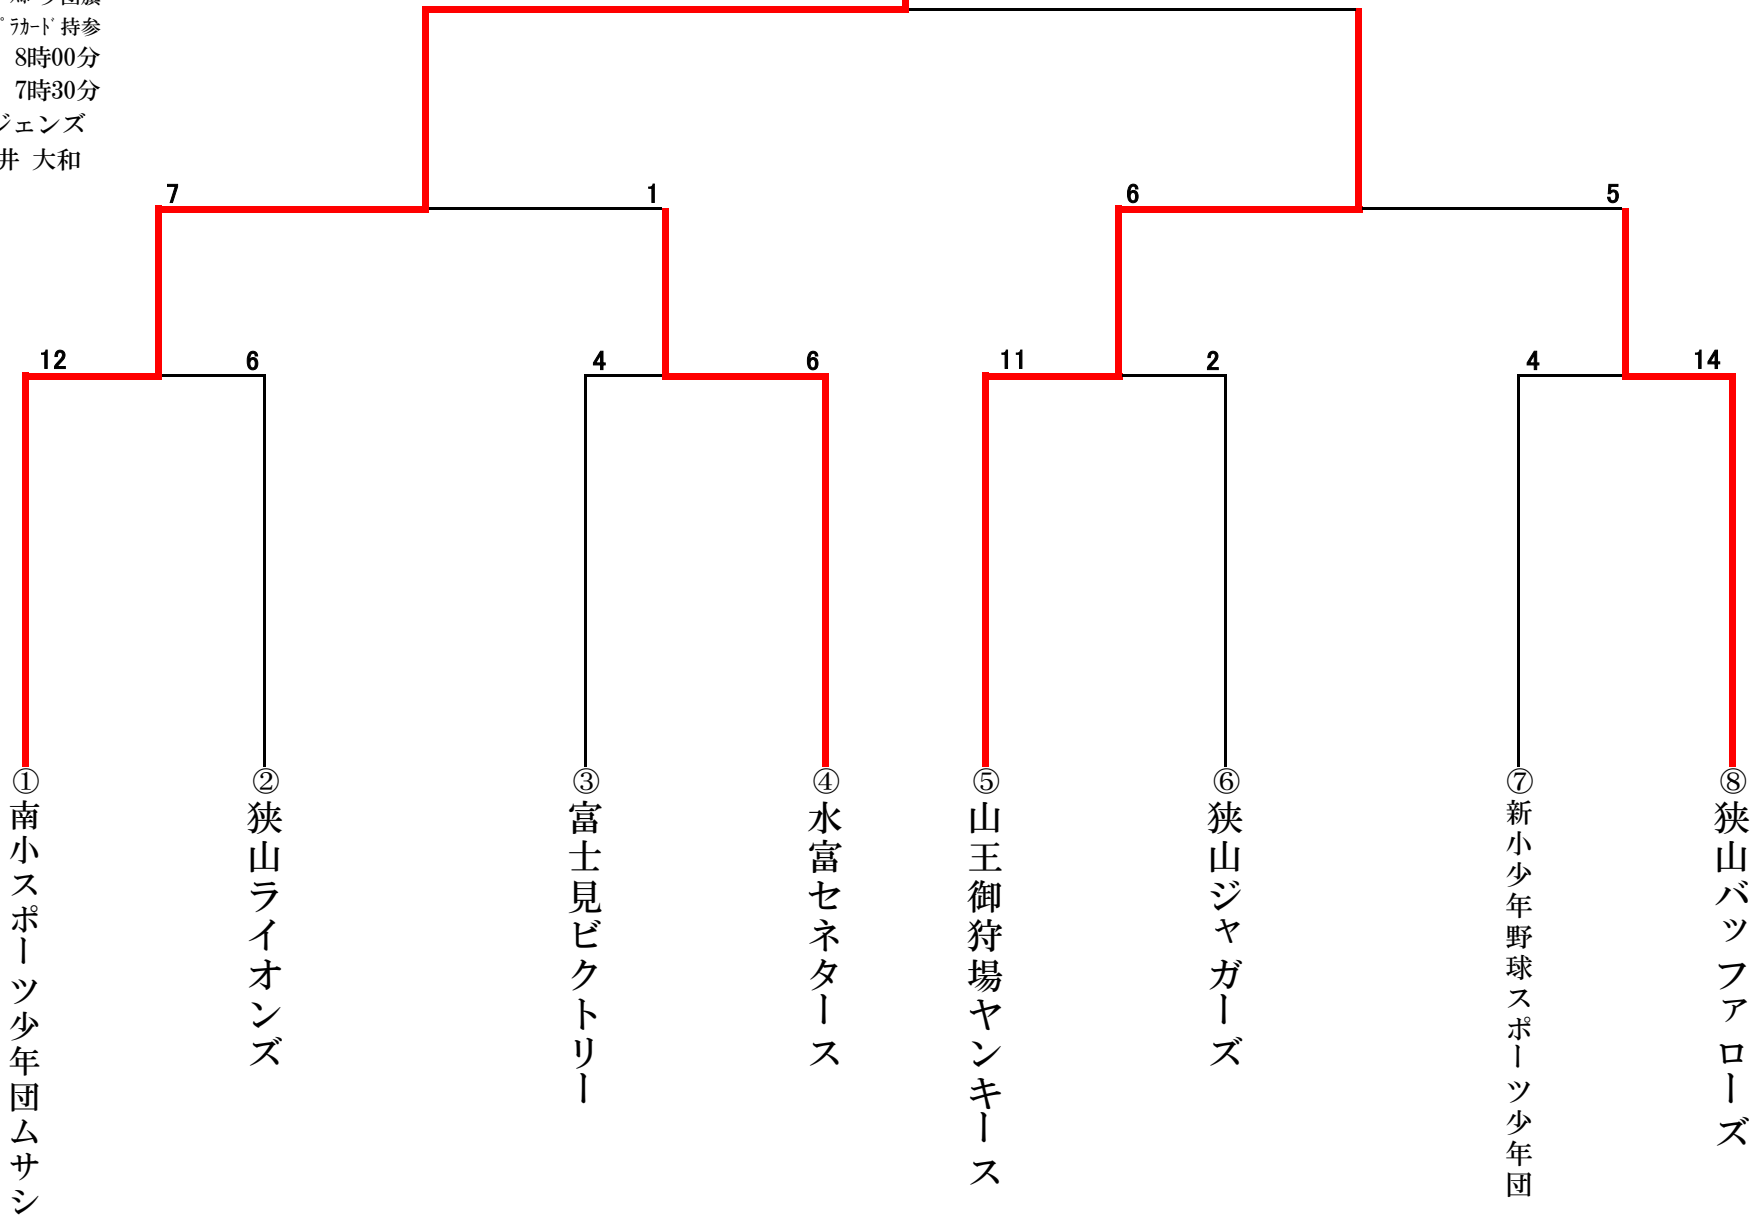 ﾌﾟﾗｶｰﾄﾞ持参
8時00分
7時30分
ジェンズ
井 大和
7
1
6
5
12
6
4
6
11
2
4
14
①南小スポーツ少年団ムサシ
②狭山ライオンズ
③富士見ビクトリー
④水富セネタース
⑤山王御狩場ヤンキース
⑥狭山ジャガーズ
⑦新小少年野球スポーツ少年団
⑧狭山バッファローズ